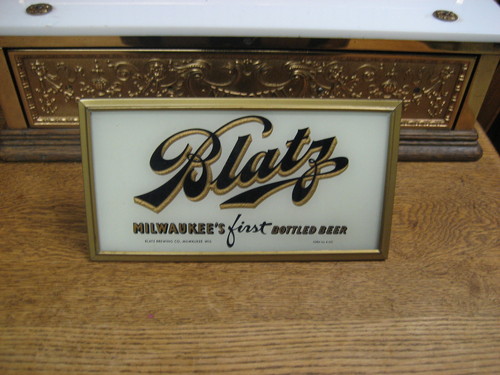 Blatz
MILWAUKEE'S first BOTTLED BEER
BLATZ BREWING CO., MILWAUKEE, WIS.